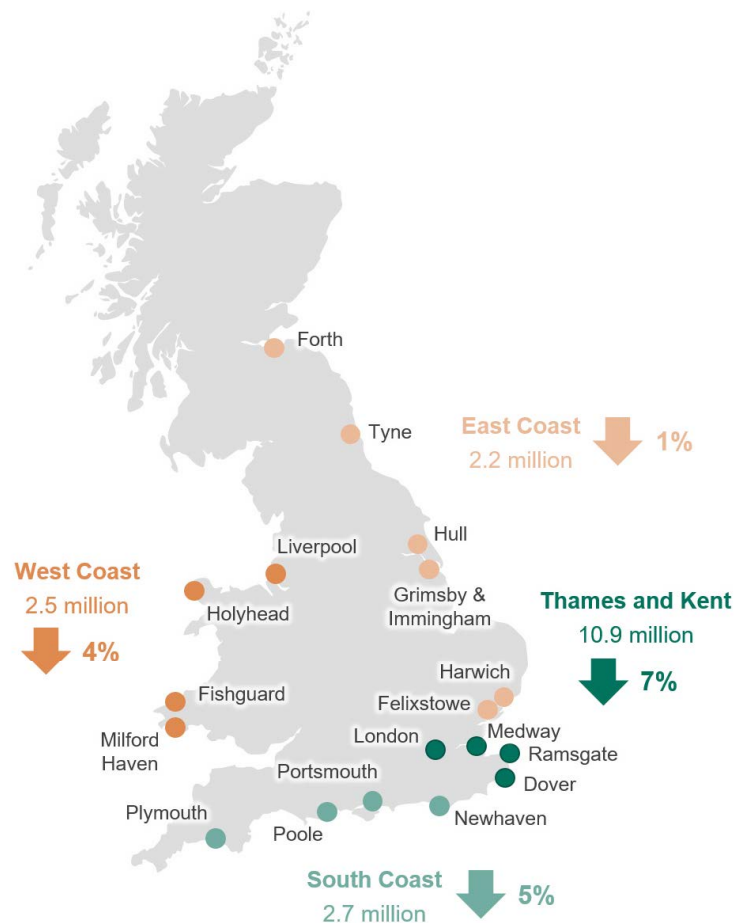 Forth
Tyne
East Coast
2.2 million
1%
Hull
Liverpool
West Coast
2.5 million
4%
Holyhead
Grimsby &
Immingham
Thames and Kent
10.9 million
7%
Harwich
Fishguard
Felixstowe
Milford
Haven
London
Medway
Ramsgate
Portsmouth
Dover
Plymouth
Poole
Newhaven
South Coast
2.7 million
5%